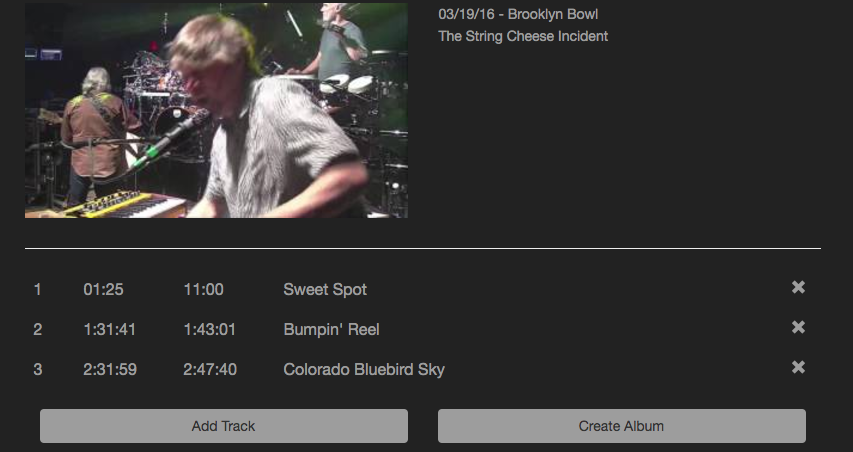 03/19/16 - Brooklyn Bowl
The String Cheese Incident
1 01:25 11:00 Sweet Spot
2 1:31:41 1:43:01 Bumpin' Reel
3 2:31:59 2:47:40 Colorado Bluebird Sky
Add Track Create Album